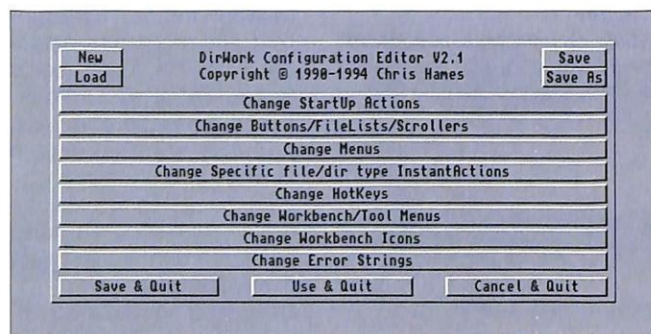 New DirWork Configuration Editor V2.1 Save
Load Copyright © 1990-1994 Chris Hames Save As
Change StartUp Actions
Change Buttons/FileLists/Scrollers
Change Menus
Change Specific file/dir type InstantActions
Change HotKeys
Change Workbench/Tool Menus
Change Workbench Icons
Change Error Strings
Save & Quit Use & Quit Cancel & Quit